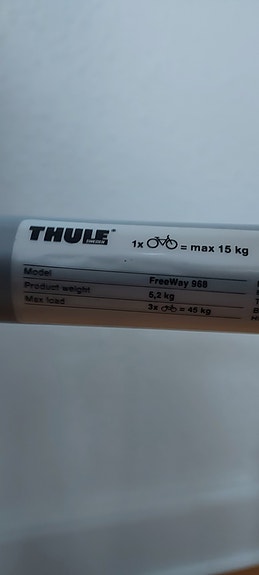 THULE
SWEDEN
1x = max 15 kg
Model FreeWay 968
Product weight 5,2 kg
Max load 3x = 45 kg